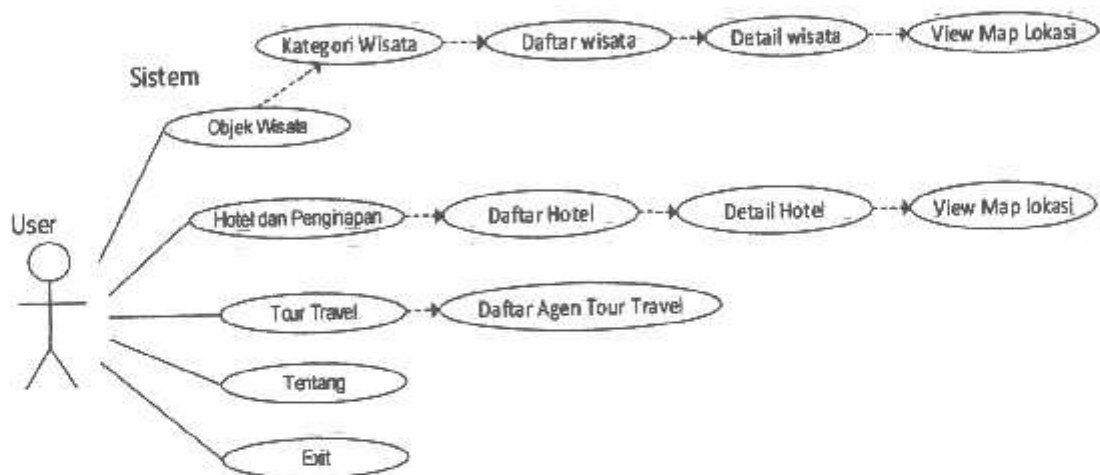 Kategori Wisata
Daftar wisata
Detail wisata
View Map Lokasi
Sistem
Objek Wisata
User
Hotel dan Penginapan
Daftar Hotel
Detail Hotel
View Map lokasi
Tour Travel
Daftar Agen Tour Travel
Tentang
Exit